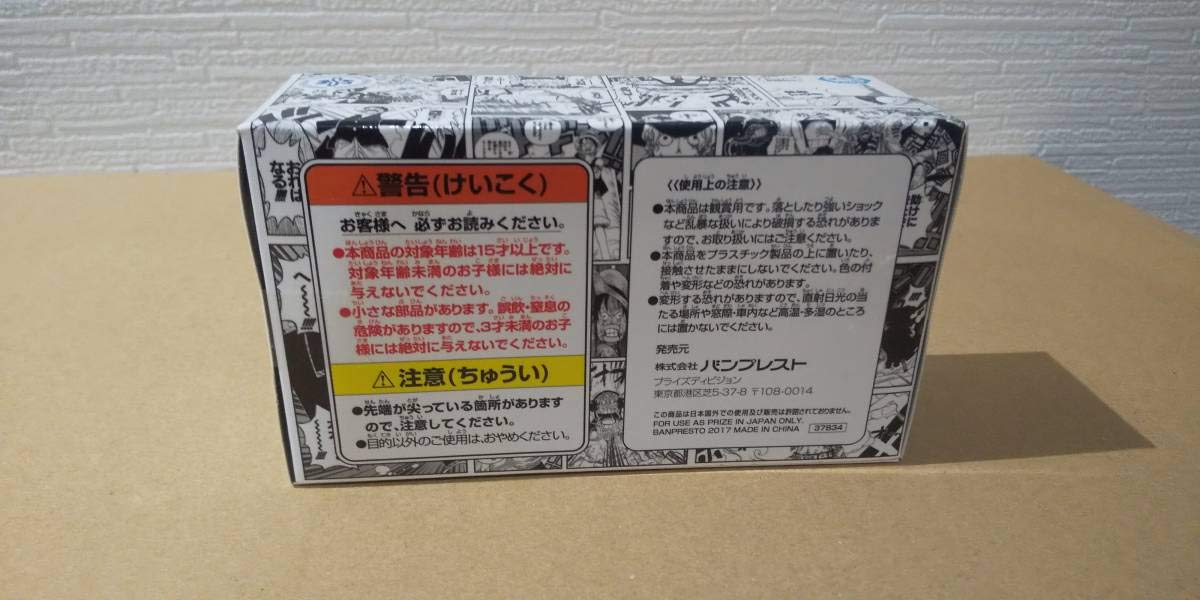 ⚠警告(けいこく)
お客様へ 必ずお読みください。
●本商品の対象年齢は15才以上です。
対象年齢未満のお子様には絶対に
与えないでください。
●小さな部品があります。誤飲・窒息の
危険がありますので、3才未満のお子
様には絶対に与えないでください。
⚠注意(ちゅうい)
●先端が尖っている箇所があります
ので、注意してください。
●目的以外のご使用は、おやめください。
《使用上の注意》
●本商品は観賞用です。落としたり強いショック
など乱暴な扱いにより破損する恐れがありま
すので、お取り扱いにはご注意ください。
●本商品をプラスチック製品の上に置いたり、
接触させたままにしないでください。色の付
着や変形などの恐れがあります。
●変形する恐れがありますので、直射日光の当
たる場所や窓際・車内など高温・多湿のところ
には置かないでください。
発売元
株式会社 バンプレスト
プライズディビジョン
東京都港区芝5-37-8 〒108-0014
この商品は日本国外での使用及び販売は許諾されておりません。
FOR USE AS PRIZE IN JAPAN ONLY.
BANPRESTO 2017 MADE IN CHINA
37834
おれは
なる!!!!